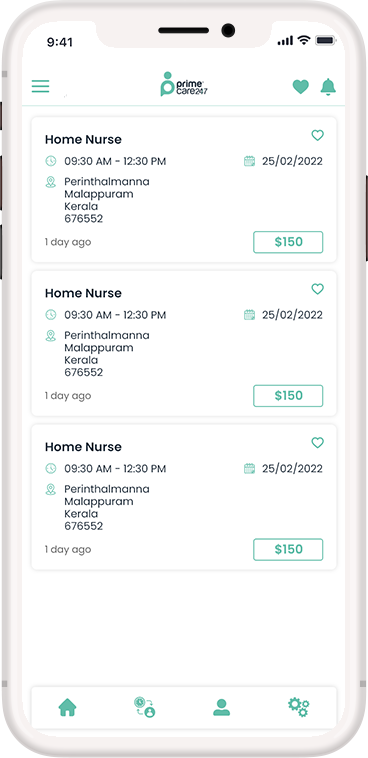 9:41
prime
care247
Home Nurse
09:30 AM - 12:30 PM 25/02/2022
Perinthalmanna
Malappuram
Kerala
676552
1 day ago $150
Home Nurse
09:30 AM - 12:30 PM 25/02/2022
Perinthalmanna
Malappuram
Kerala
676552
1 day ago $150
Home Nurse
09:30 AM - 12:30 PM 25/02/2022
Perinthalmanna
Malappuram
Kerala
676552
1 day ago $150